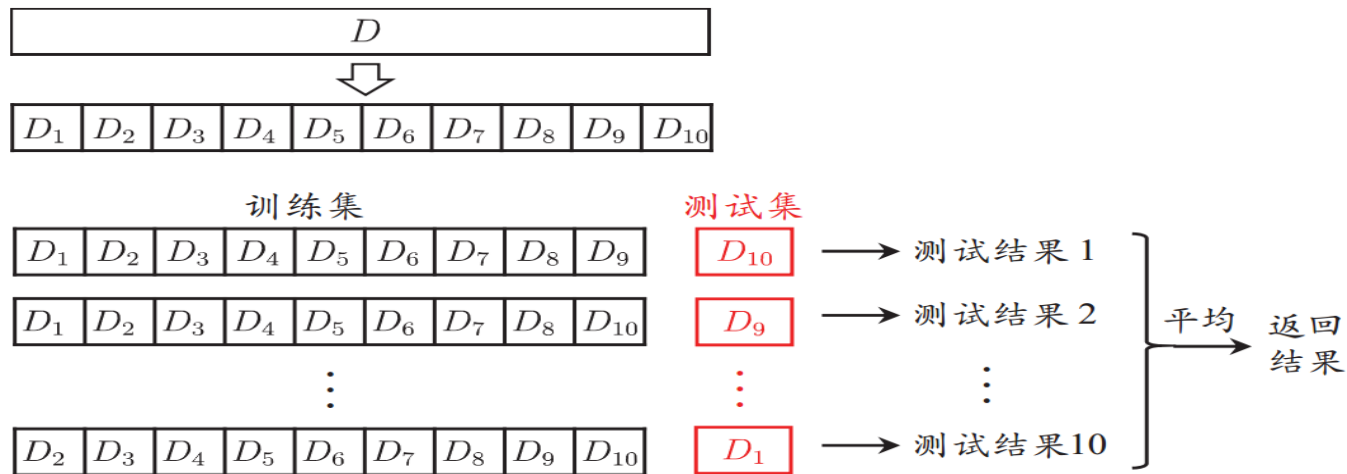 D
D₁ D₂ D₃ D₄ D₅ D₆ D₇ D₈ D₉ D₁₀
训练集 测试集
D₁ D₂ D₃ D₄ D₅ D₆ D₇ D₈ D₉ D₁₀ 测试结果1
D₁ D₂ D₃ D₄ D₅ D₆ D₇ D₈ D₁₀ D₉ 测试结果2
平均 返回
结果
⋮ ⋮ ⋮
D₂ D₃ D₄ D₅ D₆ D₇ D₈ D₉ D₁₀ D₁ 测试结果10